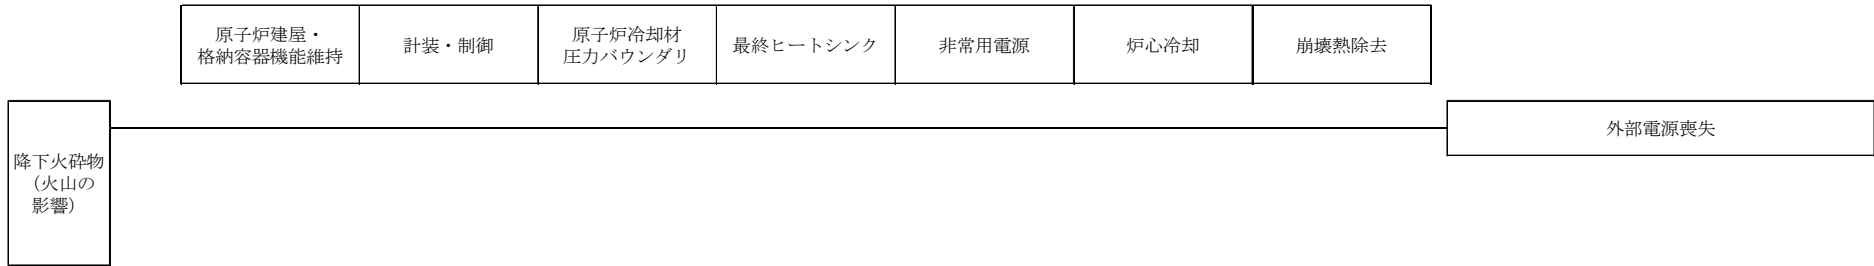 原子炉建屋・
格納容器機能維持
計装・制御
原子炉冷却材
圧力バウンダリ
最終ヒートシンク
非常用電源
炉心冷却
崩壊熱除去
降下火砕物
（火山の
影響）
外部電源喪失